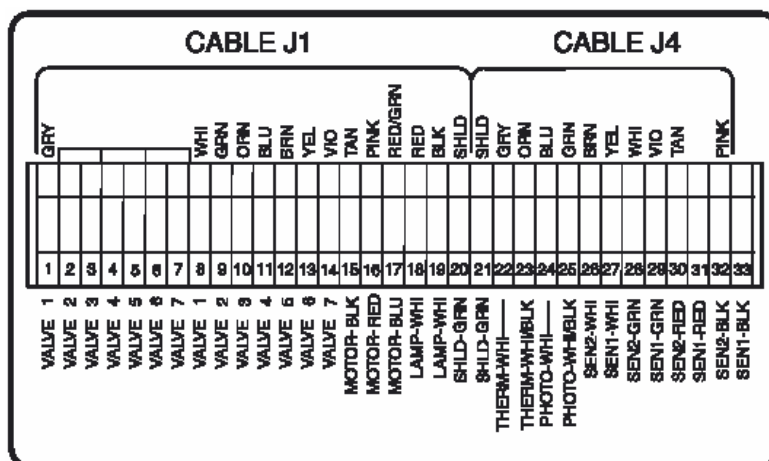 CABLE J1 CABLE J4
GRY WHI GRN ORN BLU BRN YEL VIO TAN PINK RED/GRN RED BLK SHLD SHLD GRY ORN BLU GRN BRN YEL WHI VIO TAN PINK
1 2 3 4 5 6 7 8 9 10 11 12 13 14 15 16 17 18 19 20 21 22 23 24 25 26 27 28 29 30 31 32 33
VALVE 1
VALVE 2
VALVE 3
VALVE 4
VALVE 5
VALVE 6
VALVE 7
VALVE 1
VALVE 2
VALVE 3
VALVE 4
VALVE 5
VALVE 6
VALVE 7
MOTOR-BLK
MOTOR-RED
MOTOR-BLU
LAMP-WHI
LAMP-WHI
SHLD-GRN
SHLD-GRN
THERM-WHI
THERM-WHI/BLK
PHOTO-WHI
PHOTO-WHI/BLK
SEN2-WHI
SEN1-WHI
SEN2-GRN
SEN1-GRN
SEN2-RED
SEN1-RED
SEN2-BLK
SEN1-BLK